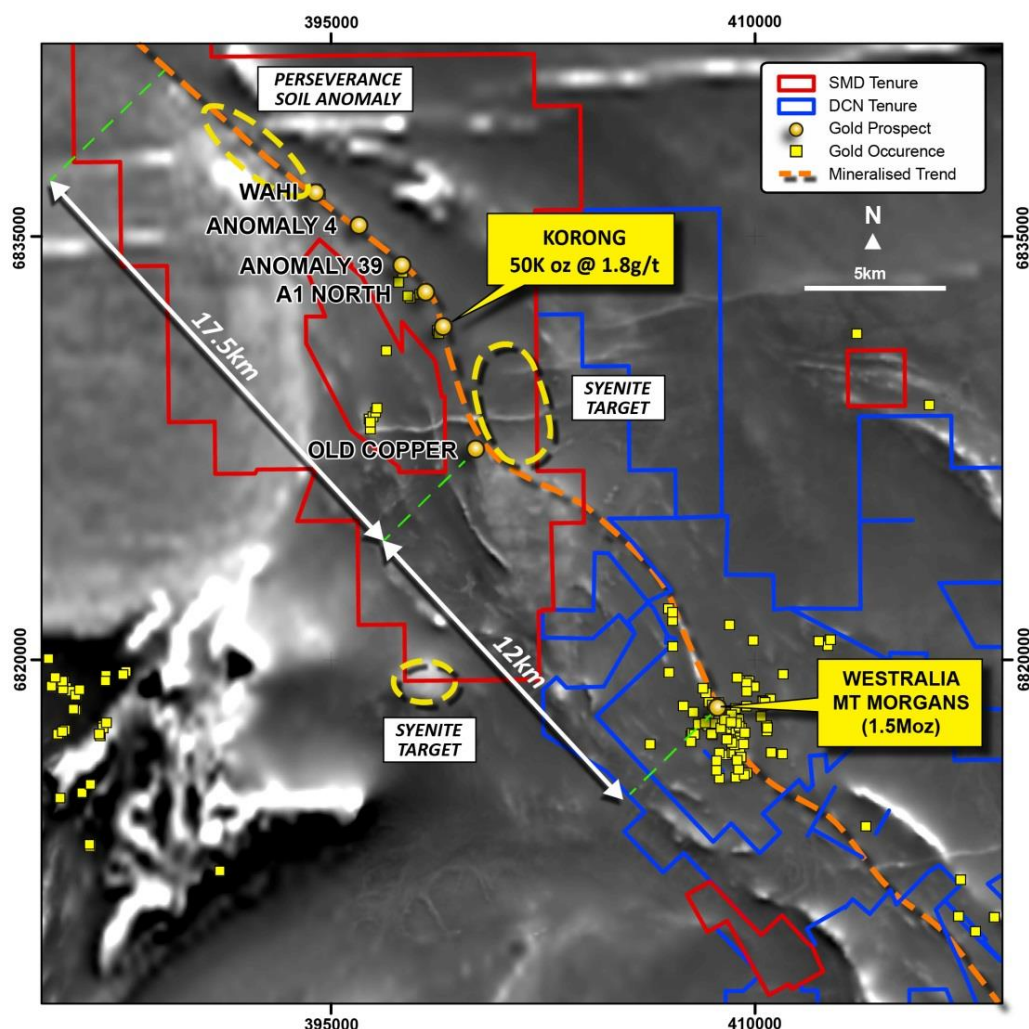 395000
410000
PERSEVERANCE
SOIL ANOMALY
SMD Tenure
DCN Tenure
Gold Prospect
Gold Occurence
Mineralised Trend
WAHI
ANOMALY 4
N
6835000
6835000
KORONG
50K oz @ 1.8g/t
ANOMALY 39
A1 NORTH
5km
17.5km
SYENITE
TARGET
OLD COPPER
12km
6820000
6820000
WESTRALIA
MT MORGANS
(1.5Moz)
SYENITE
TARGET
395000
410000